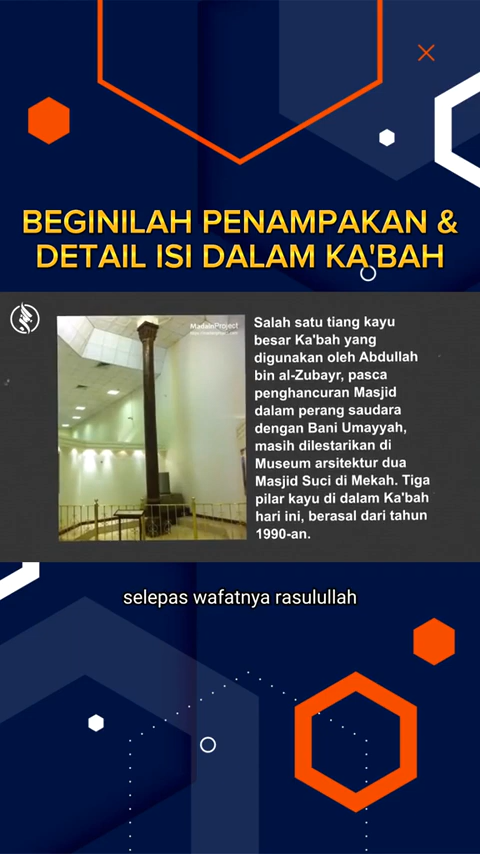 BEGINILAH PENAMPAKAN &
DETAIL ISI DALAM KA'BAH
MadainProject
Salah satu tiang kayu
besar Ka'bah yang
digunakan oleh Abdullah
bin al-Zubayr, pasca
penghancuran Masjid
dalam perang saudara
dengan Bani Umayyah,
masih dilestarikan di
Museum arsitektur dua
Masjid Suci di Mekah. Tiga
pilar kayu di dalam Ka'bah
hari ini, berasal dari tahun
1990-an.
selepas wafatnya rasulullah